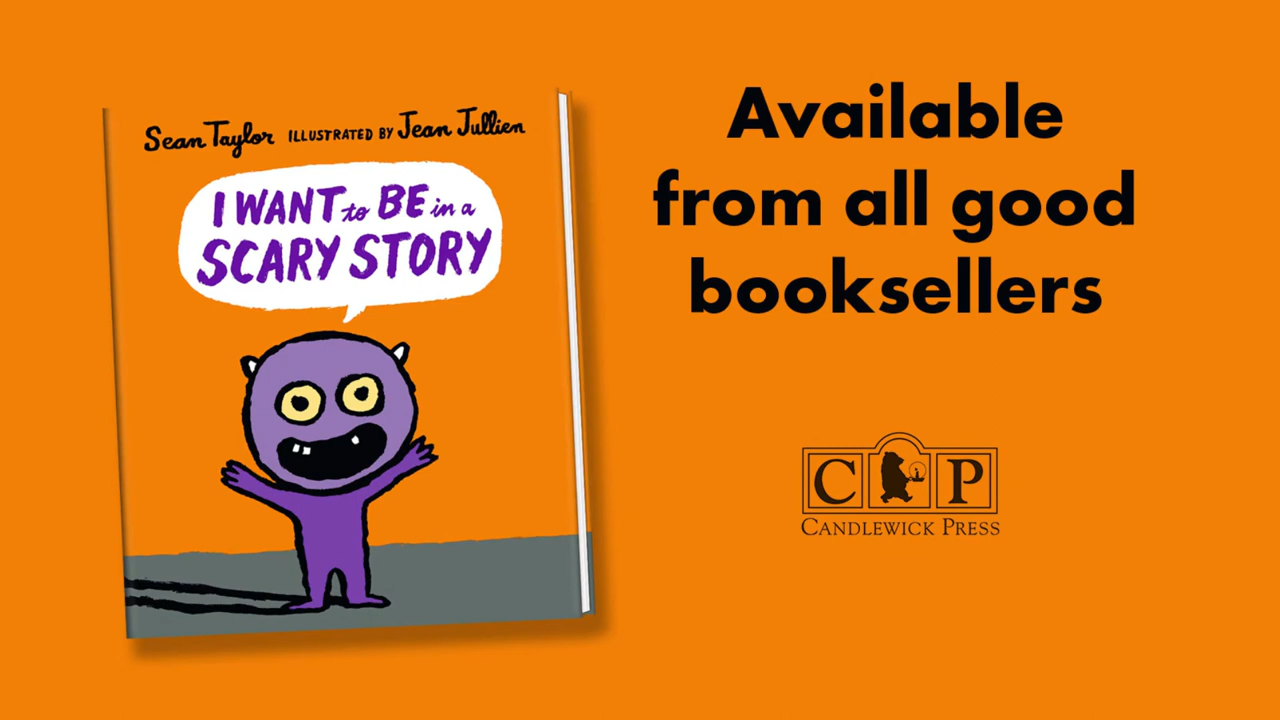 Sean Taylor ILLUSTRATED BY Jean Jullien
I WANT to BE in a
SCARY STORY
Available
from all good
booksellers
C P
CANDLEWICK PRESS